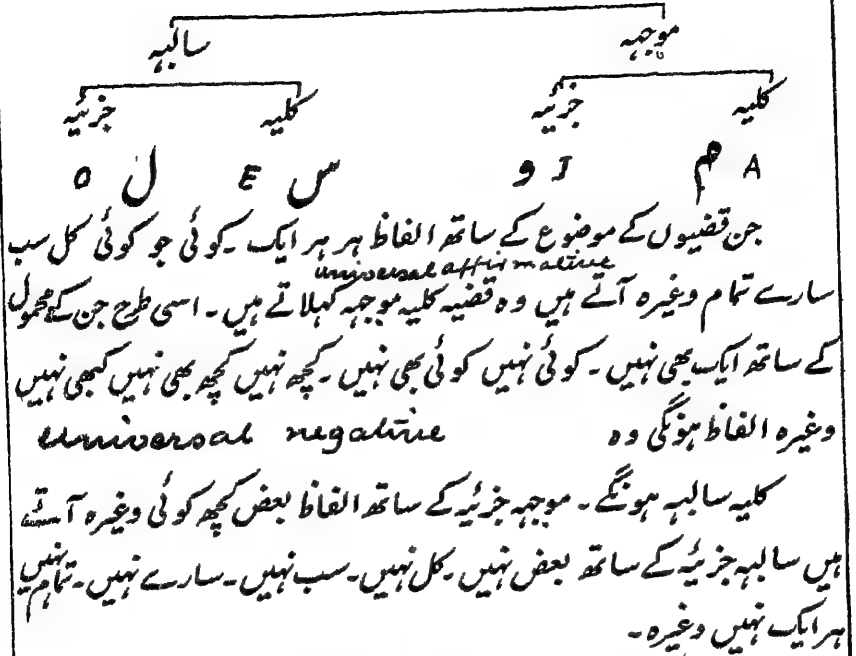 موجبہ سالبہ
کلیہ جزئیہ کلیہ جزئیہ
A م I و س E ل O
جن قضیوں کے موضوع کے ساتھ الفاظ ہر ہر ایک ۔ کوئی جو کوئی کل سب
universal affirmative
سارے تمام وغیرہ آتے ہیں وہ قضیہ کلیہ موجبہ کہلاتے ہیں ۔ اسی طرح جن کے محمول
کے ساتھ ایک بھی نہیں ۔ کوئی نہیں کوئی بھی نہیں ۔ کچھ نہیں کچھ بھی نہیں کبھی نہیں
وغیرہ الفاظ ہونگی وہ universal negative
کلیہ سالبہ ہونگے ۔ موجبہ جزئیہ کے ساتھ الفاظ بعض کچھ کوئی وغیرہ آتے
ہیں سالبہ جزئیہ کے ساتھ بعض نہیں ۔ کل نہیں ۔ سب نہیں ۔ سارے نہیں ۔ تمام نہیں
ہر ایک نہیں وغیرہ ۔